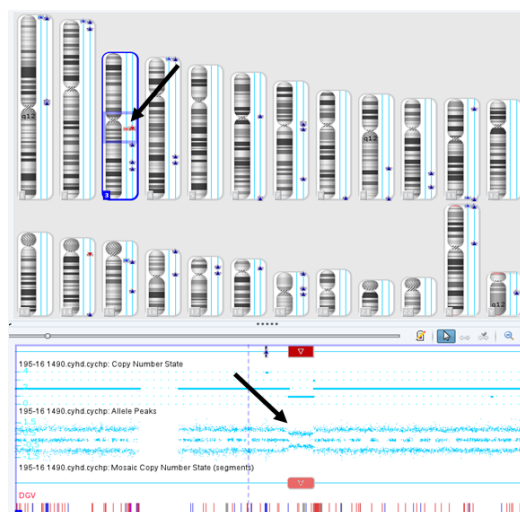 q12
q12
q12
195-16 1490.cyhd.cychp: Copy Number State
195-16 1490.cyhd.cychp: Allele Peaks
195-16 1490.cyhd.cychp: Mosaic Copy Number State (segments)
DGV